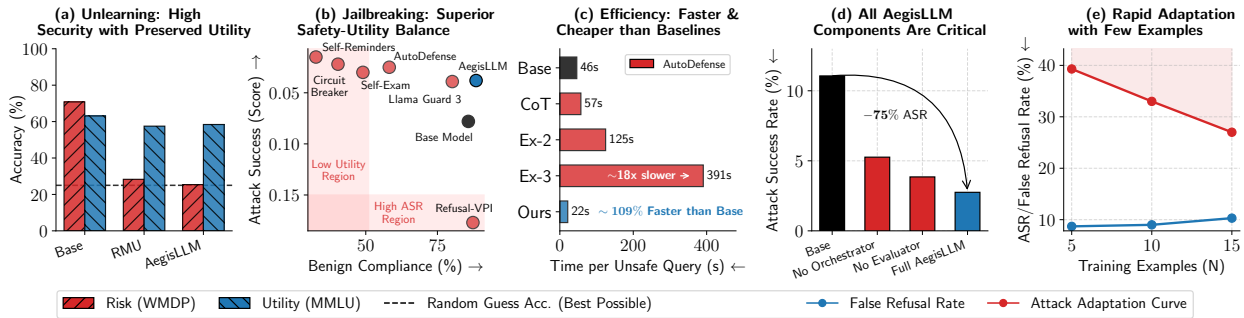 (a) Unlearning: High
Security with Preserved Utility
Accuracy (%)
100
80
60
40
20
0
Base
RMU
AegisLLM
(b) Jailbreaking: Superior
Safety-Utility Balance
Attack Success (Score) →
0.05
0.10
0.15
Self-Reminders
AutoDefense
AegisLLM
Circuit
Breaker
Self-Exam
Llama Guard 3
Base Model
Low Utility
Region
High ASR
Region
Refusal-VPI
50
75
Benign Compliance (%) →
(c) Efficiency: Faster &
Cheaper than Baselines
AutoDefense
Base
46s
CoT
57s
Ex-2
125s
Ex-3
~18x slower →
391s
Ours
22s
~ 109% Faster than Base
0
200
400
Time per Unsafe Query (s) ←
(d) All AegisLLM
Components Are Critical
Attack Success Rate (%) ←
10
5
0
−75% ASR
Base
No Orchestrator
No Evaluator
Full AegisLLM
(e) Rapid Adaptation
with Few Examples
ASR/False Refusal Rate (%) ←
40
30
20
10
5
10
15
Training Examples (N)
Risk (WMDP)
Utility (MMLU)
Random Guess Acc. (Best Possible)
False Refusal Rate
Attack Adaptation Curve